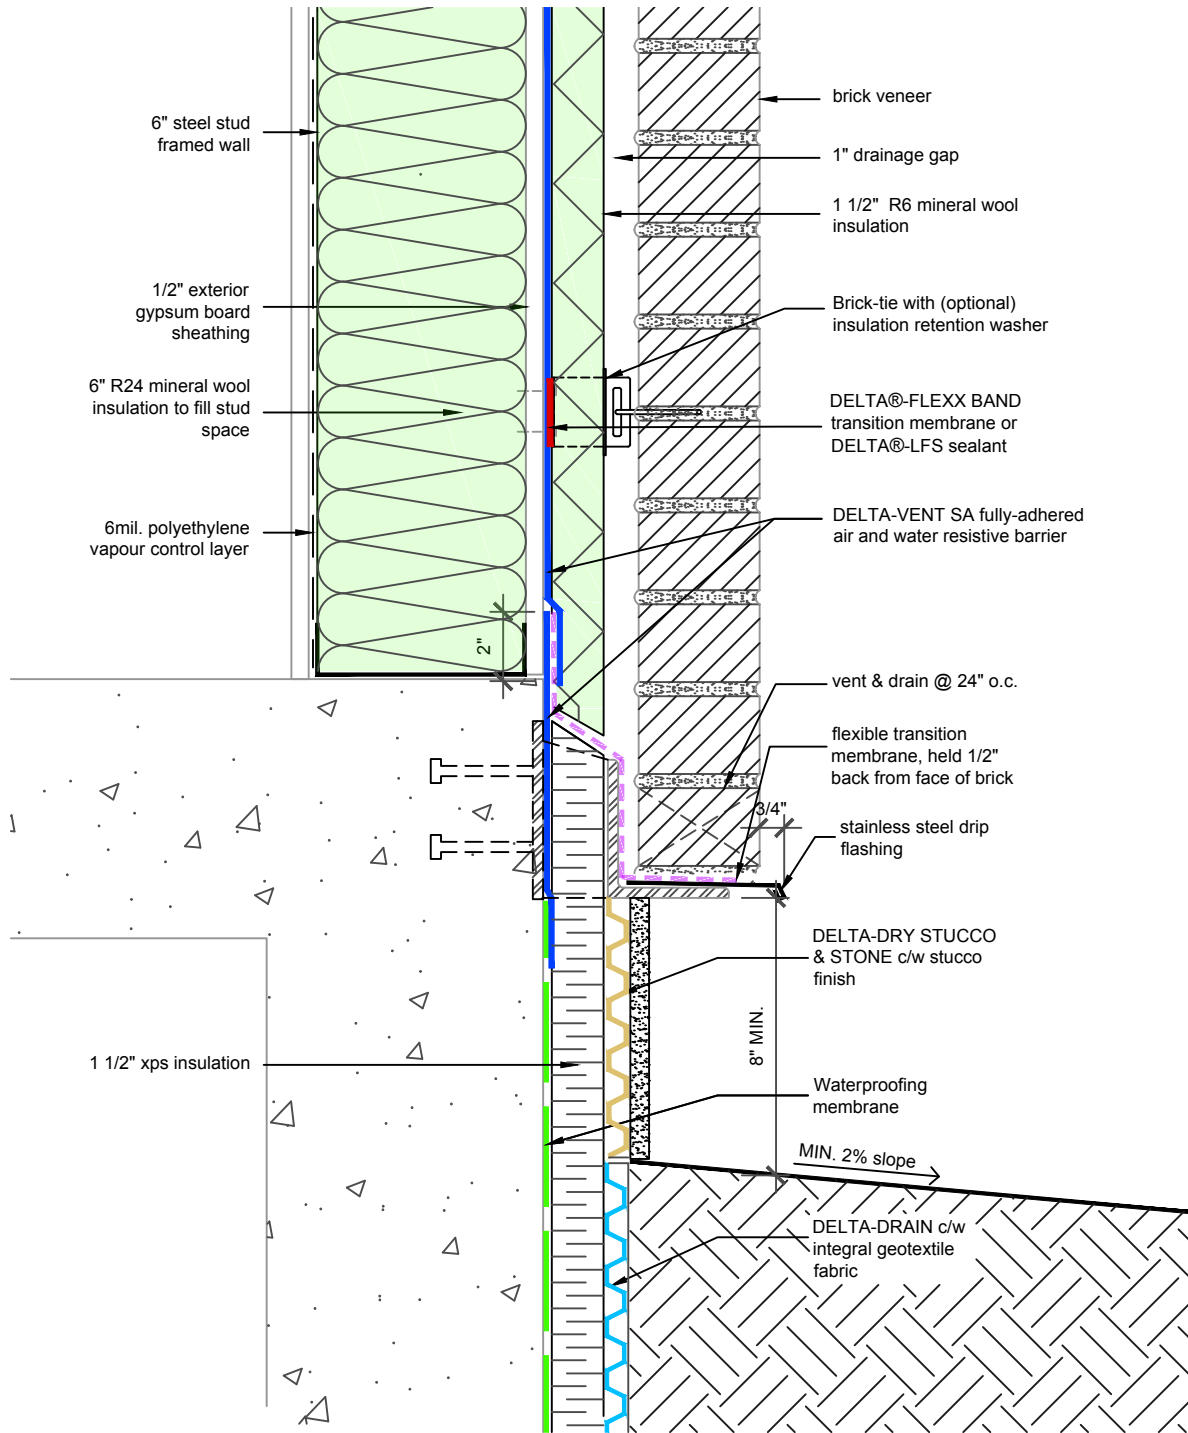 6" steel stud
framed wall
1/2" exterior
gypsum board
sheathing
6" R24 mineral wool
insulation to fill stud
space
6mil. polyethylene
vapour control layer
2"
1 1/2" xps insulation
brick veneer
1" drainage gap
1 1/2"  R6 mineral wool
insulation
Brick-tie with (optional)
insulation retention washer
DELTA®-FLEXX BAND
transition membrane or
DELTA®-LFS sealant
DELTA-VENT SA fully-adhered
air and water resistive barrier
vent & drain @ 24" o.c.
flexible transition
membrane, held 1/2"
back from face of brick
3/4"
stainless steel drip
flashing
DELTA-DRY STUCCO
& STONE c/w stucco
finish
8" MIN.
Waterproofing
membrane
MIN. 2% slope
DELTA-DRAIN c/w
integral geotextile
fabric